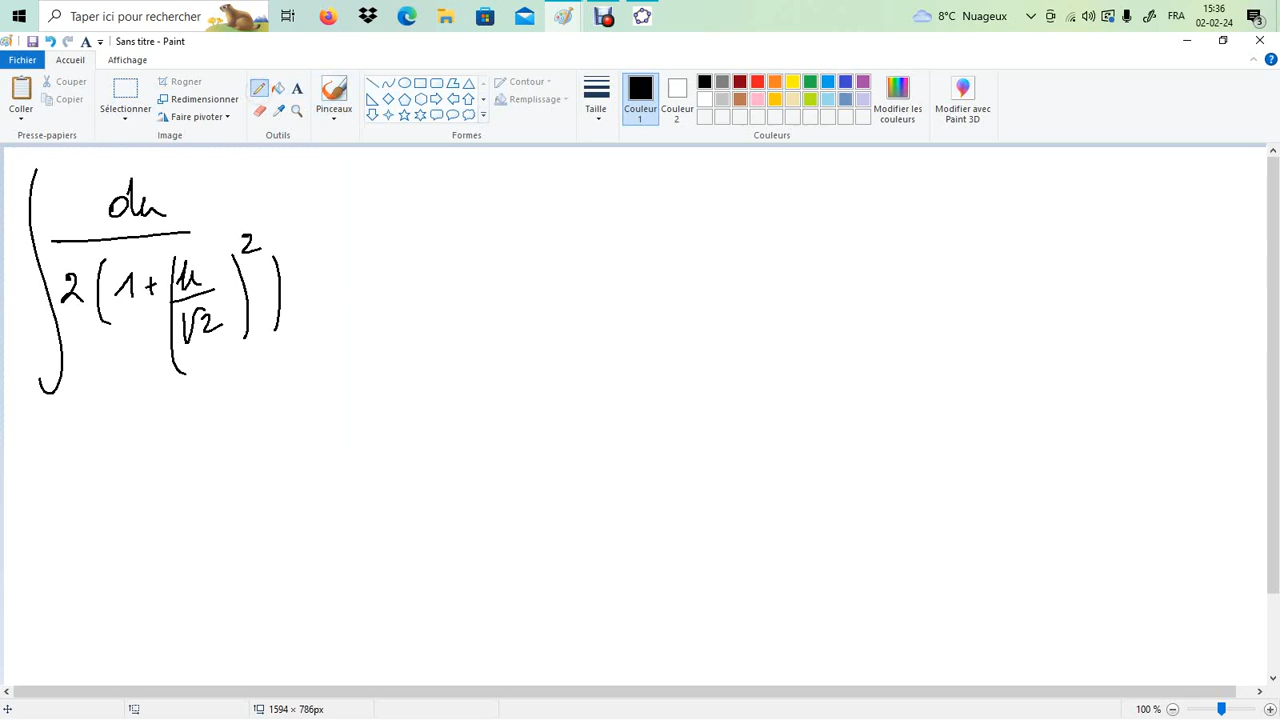 Taper ici pour rechercher
8°C Nuageux
FRA
15:36
02-02-24
3
Sans titre - Paint
Fichier
Accueil
Affichage
Coller
Couper
Copier
Presse-papiers
Sélectionner
Rogner
Redimensionner
Faire pivoter
Image
A
Outils
Pinceaux
Contour
Remplissage
Formes
Taille
Couleur
1
Couleur
2
Modifier les
couleurs
Couleurs
Modifier avec
Paint 3D
∫ du / 2(1+(u/√2)²)
1594 × 786px
100 %